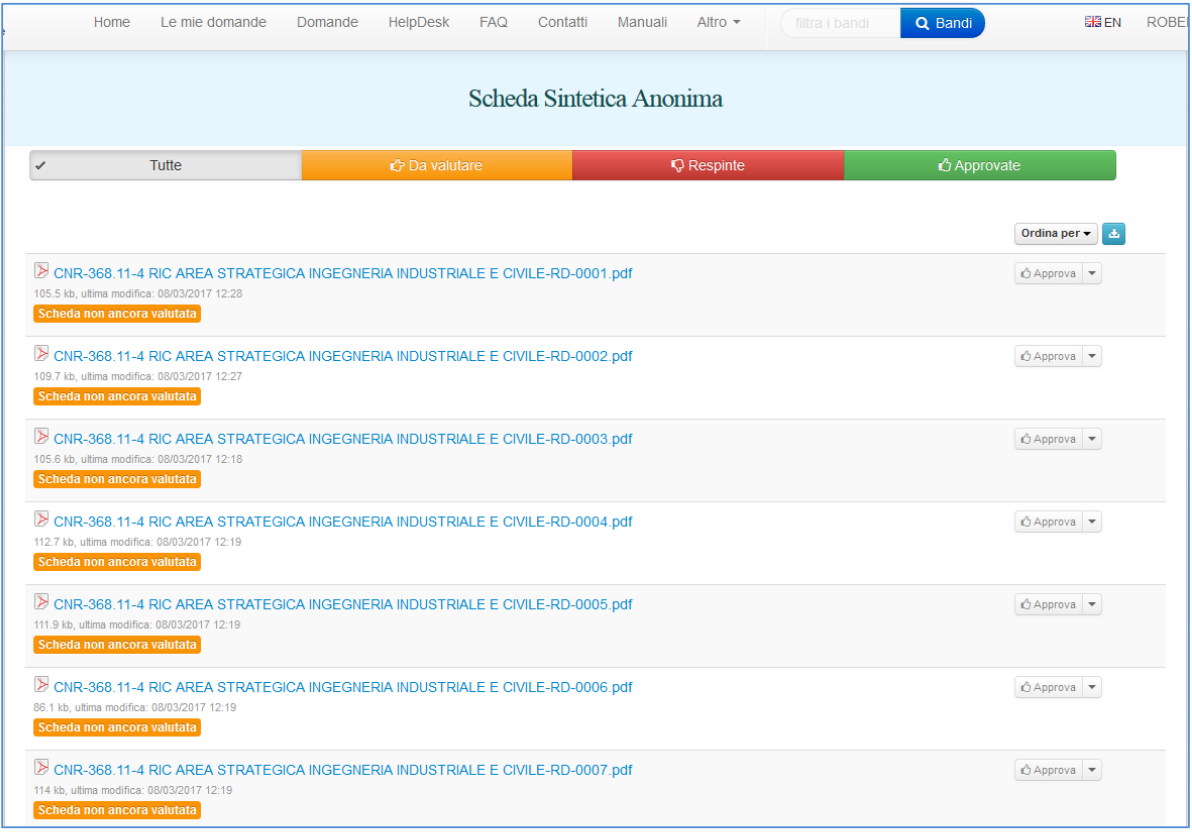 Home Le mie domande Domande HelpDesk FAQ Contatti Manuali Altro filtra i bandi Bandi EN ROBE
Scheda Sintetica Anonima
Tutte Da valutare Respinte Approvate
Ordina per
CNR-368.11-4 RIC AREA STRATEGICA INGEGNERIA INDUSTRIALE E CIVILE-RD-0001.pdf Approva
105.5 kb, ultima modifica: 08/03/2017 12:28
Scheda non ancora valutata
CNR-368.11-4 RIC AREA STRATEGICA INGEGNERIA INDUSTRIALE E CIVILE-RD-0002.pdf Approva
109.7 kb, ultima modifica: 08/03/2017 12:27
Scheda non ancora valutata
CNR-368.11-4 RIC AREA STRATEGICA INGEGNERIA INDUSTRIALE E CIVILE-RD-0003.pdf Approva
105.6 kb, ultima modifica: 08/03/2017 12:18
Scheda non ancora valutata
CNR-368.11-4 RIC AREA STRATEGICA INGEGNERIA INDUSTRIALE E CIVILE-RD-0004.pdf Approva
112.7 kb, ultima modifica: 08/03/2017 12:19
Scheda non ancora valutata
CNR-368.11-4 RIC AREA STRATEGICA INGEGNERIA INDUSTRIALE E CIVILE-RD-0005.pdf Approva
111.9 kb, ultima modifica: 08/03/2017 12:19
Scheda non ancora valutata
CNR-368.11-4 RIC AREA STRATEGICA INGEGNERIA INDUSTRIALE E CIVILE-RD-0006.pdf Approva
86.1 kb, ultima modifica: 08/03/2017 12:19
Scheda non ancora valutata
CNR-368.11-4 RIC AREA STRATEGICA INGEGNERIA INDUSTRIALE E CIVILE-RD-0007.pdf Approva
114 kb, ultima modifica: 08/03/2017 12:19
Scheda non ancora valutata